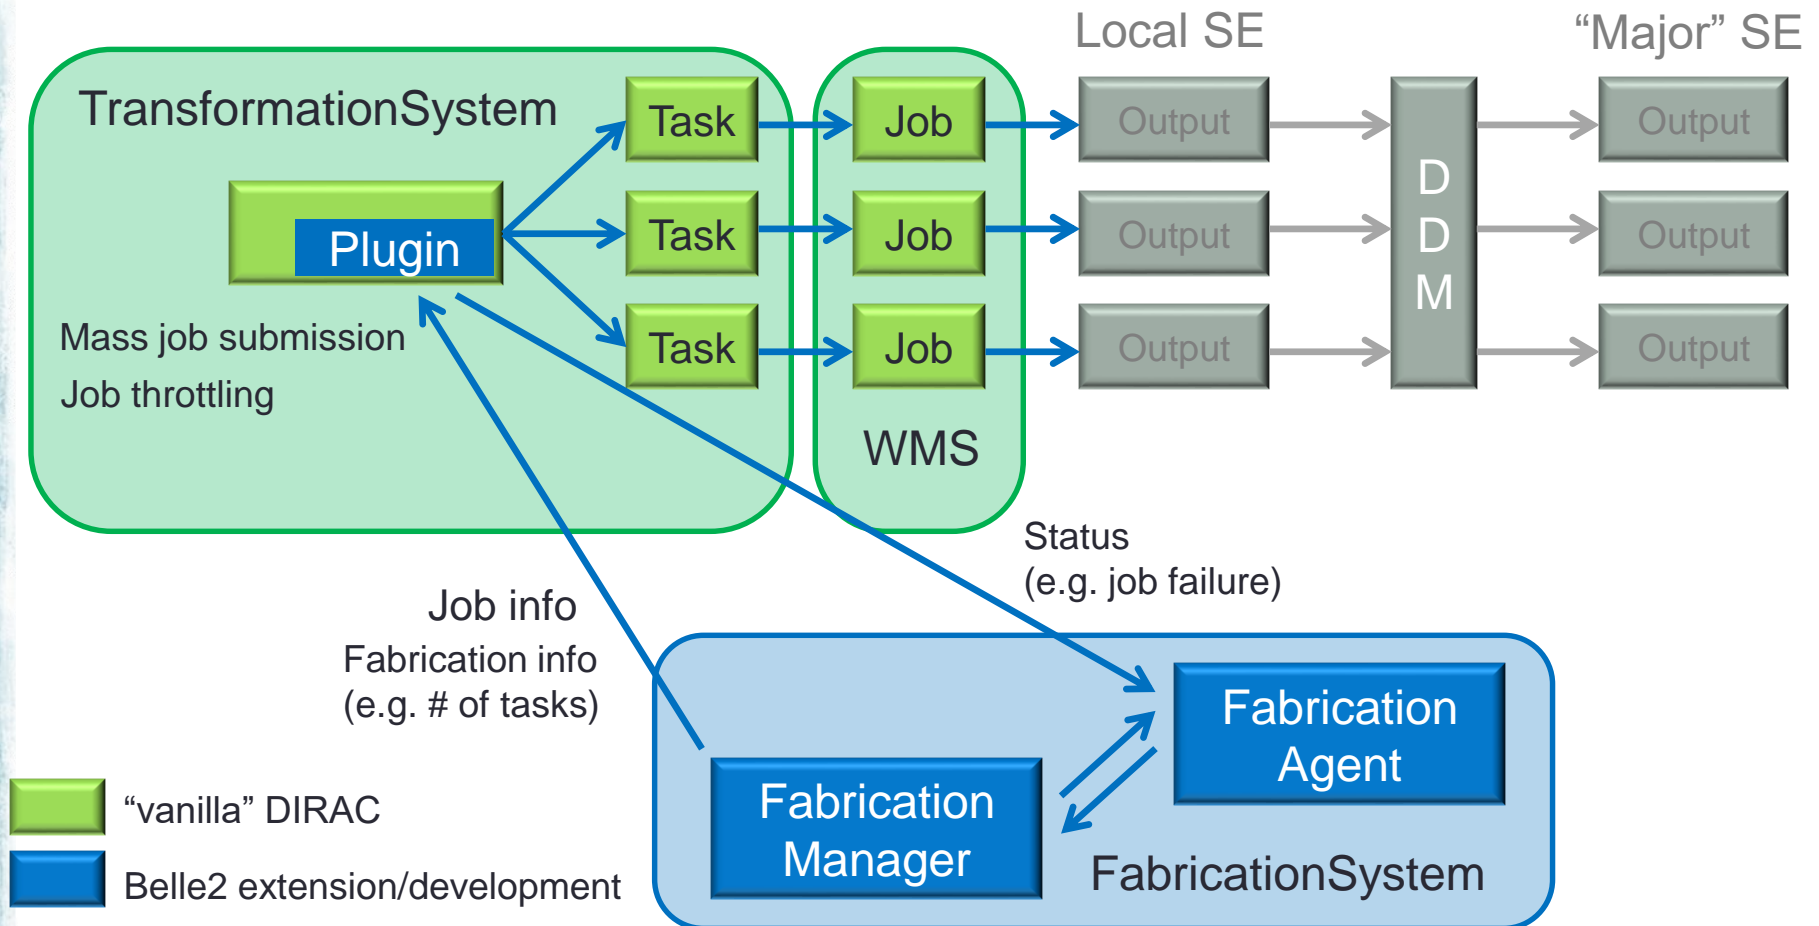 Local SE
“Major” SE
TransformationSystem
Task
Job
Output
Output
Task
Job
Output
Output
Task
Job
Output
Output
Plugin
D
D
M
Mass job submission
Job throttling
WMS
Status
(e.g. job failure)
Job info
Fabrication info
(e.g. # of tasks)
Fabrication
Agent
Fabrication
Manager
FabricationSystem
“vanilla” DIRAC
Belle2 extension/development